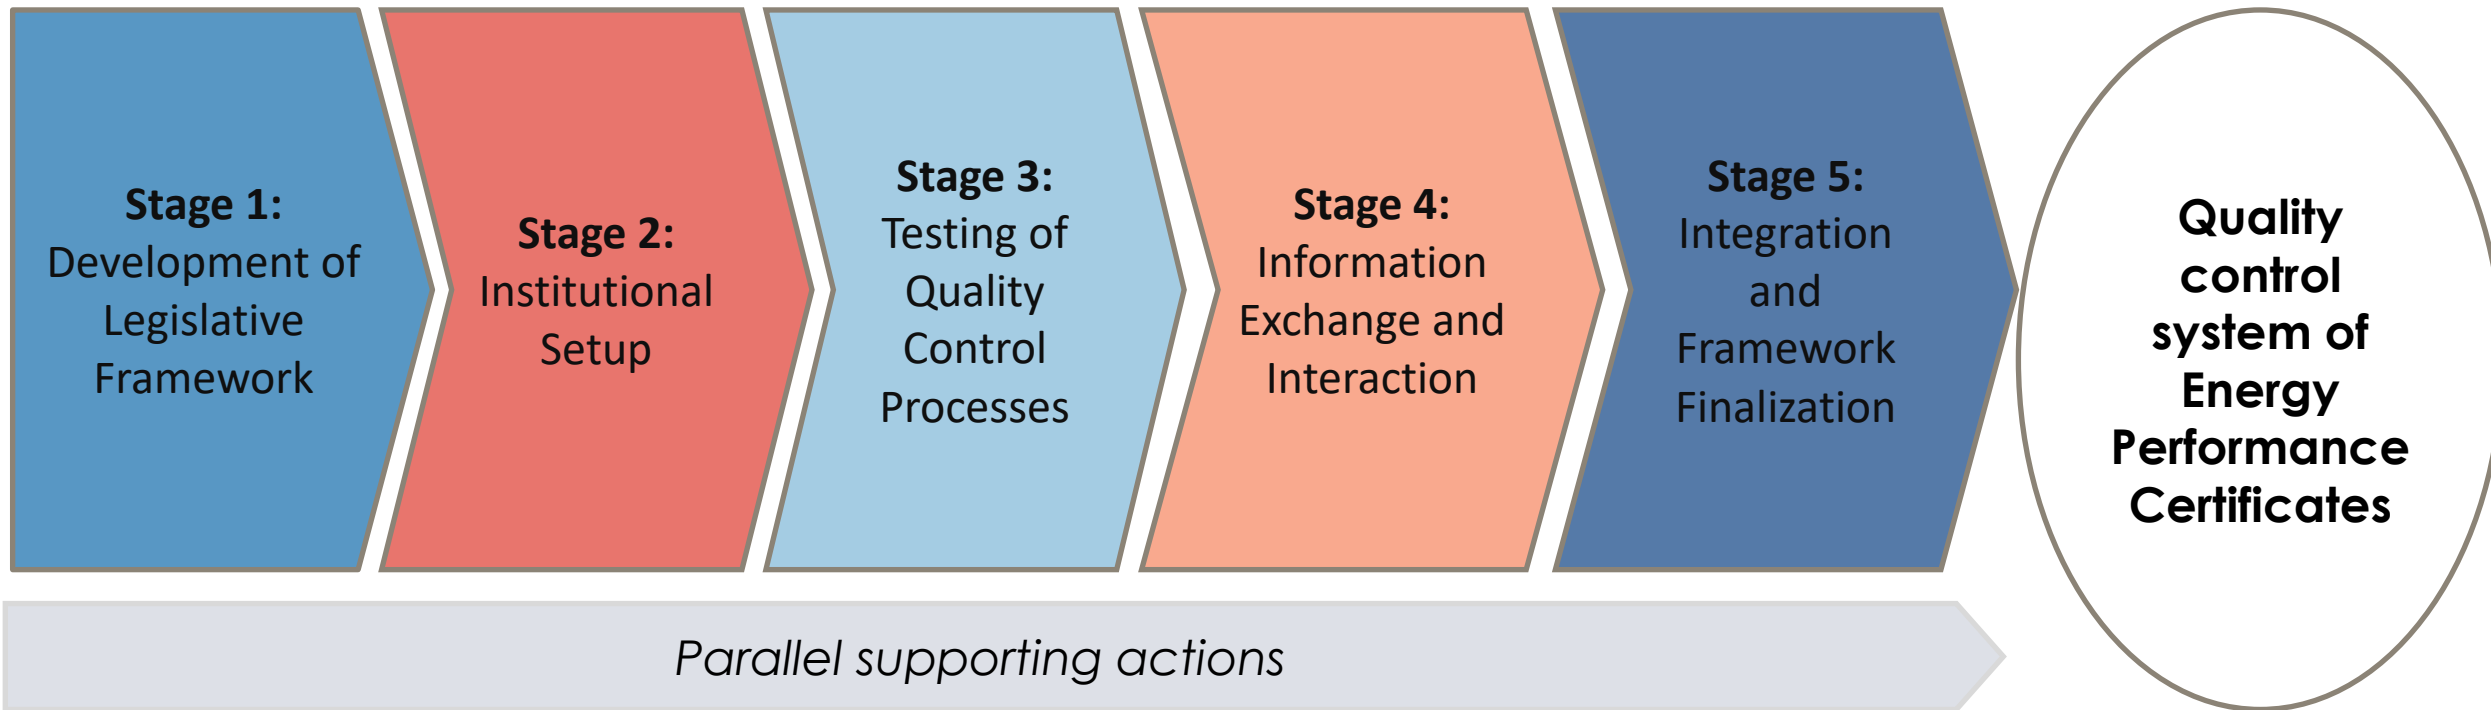 Stage 1:
Development of
Legislative
Framework
Stage 2:
Institutional
Setup
Stage 3:
Testing of
Quality
Control
Processes
Stage 4:
Information
Exchange and
Interaction
Stage 5:
Integration
and
Framework
Finalization
Quality
control
system of
Energy
Performance
Certificates
Parallel supporting actions